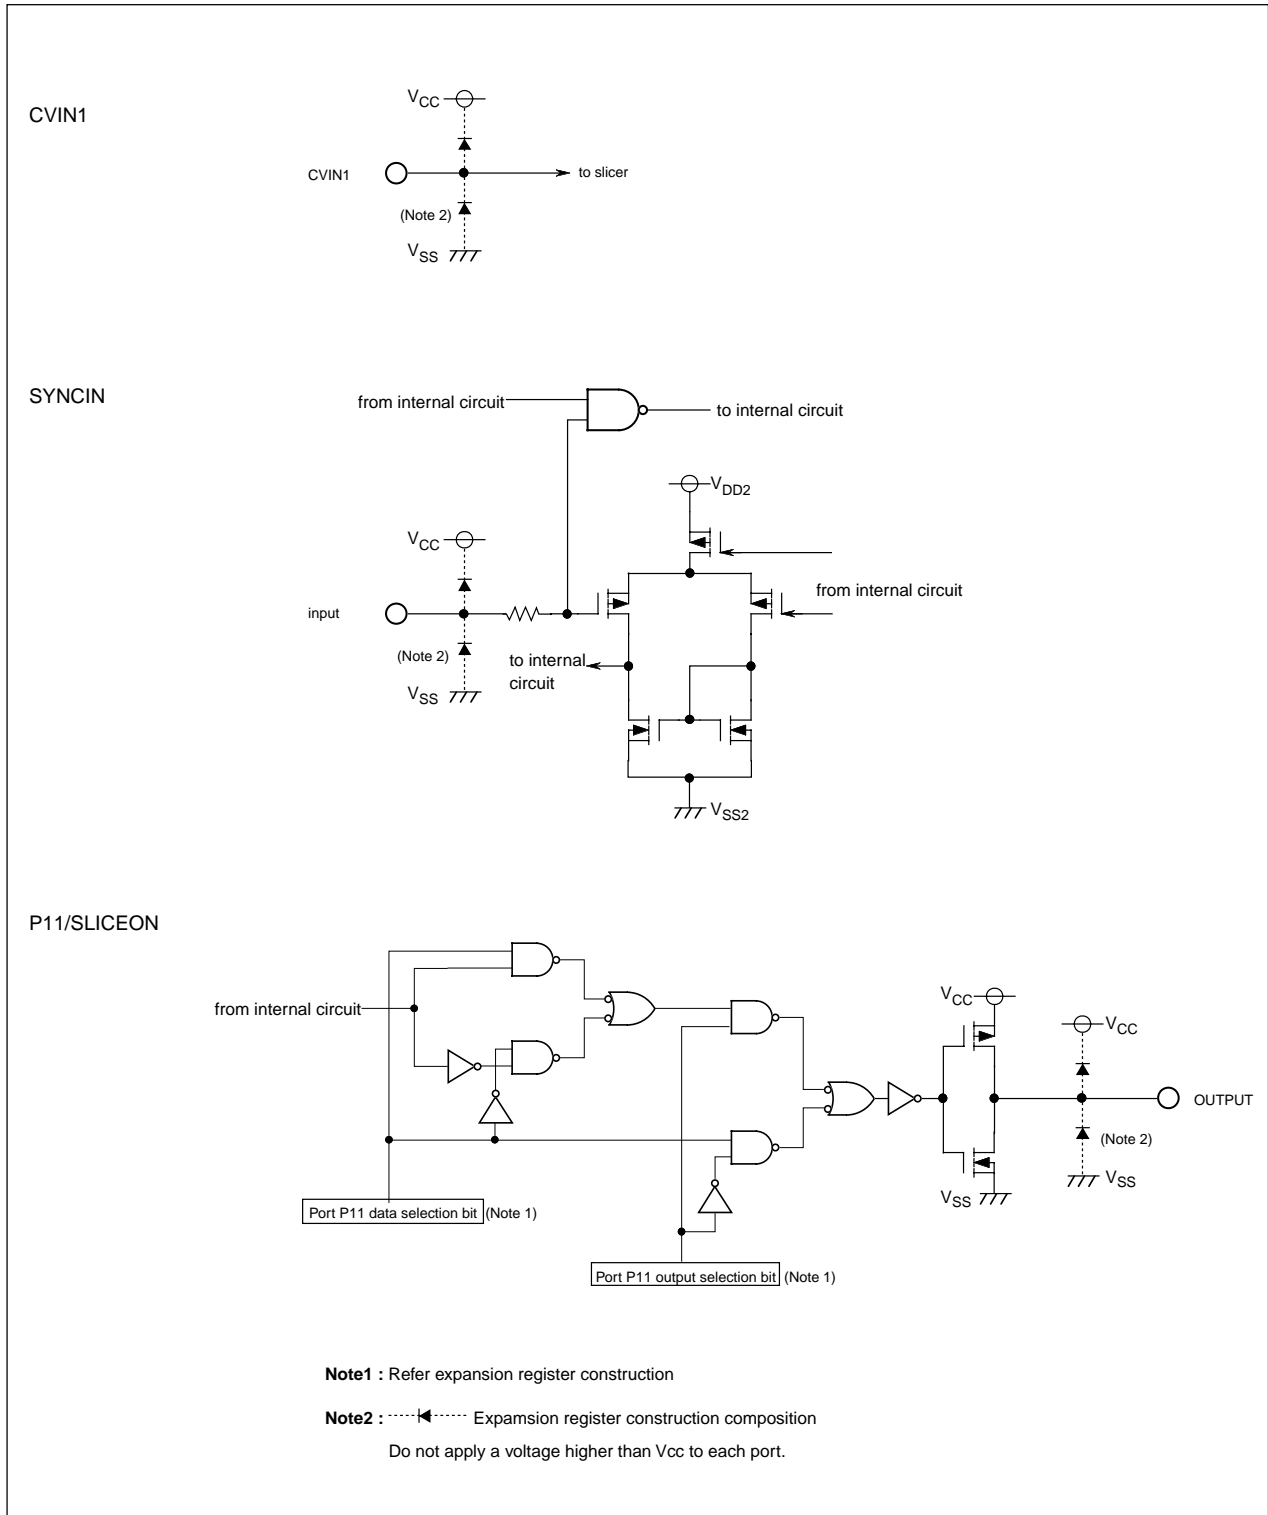 CVIN1
VCC
CVIN1
to slicer
(Note 2)
VSS
SYNCIN
from internal circuit
to internal circuit
VDD2
VCC
from internal circuit
input
(Note 2)
to internal
circuit
VSS
VSS2
P11/SLICEON
from internal circuit
VCC
VCC
OUTPUT
(Note 2)
VSS
VSS
Port P11 data selection bit (Note 1)
Port P11 output selection bit (Note 1)
Note1 : Refer expansion register construction
Note2 : Expamsion register construction composition
Do not apply a voltage higher than Vcc to each port.